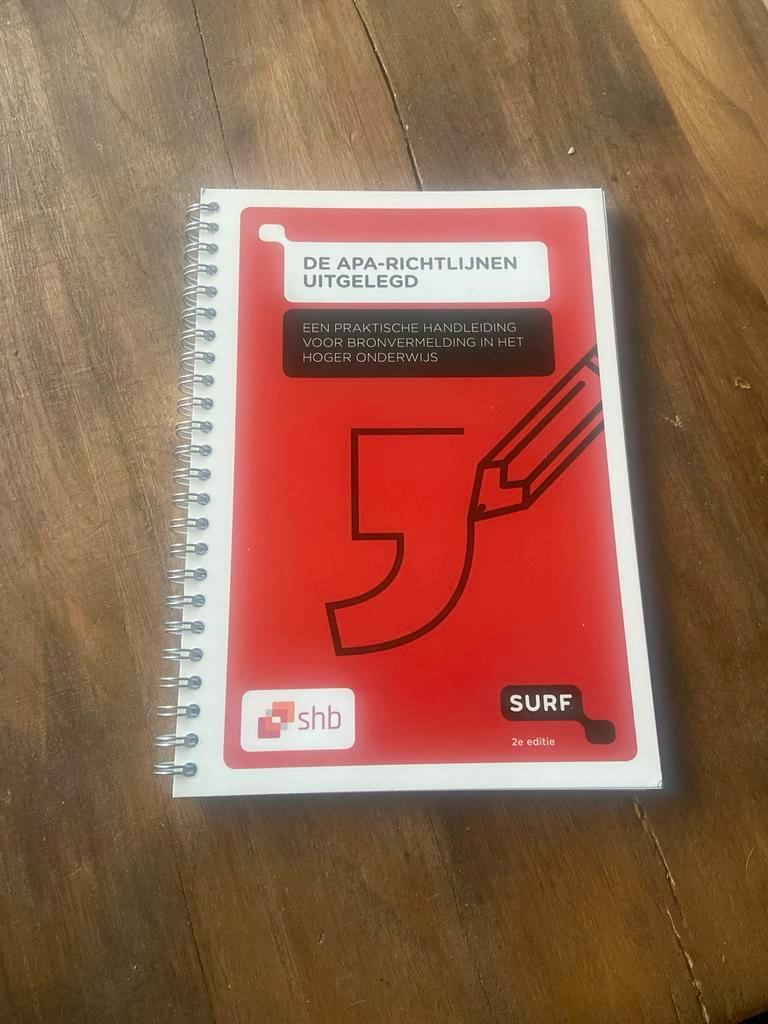 DE APA-RICHTLIJNEN
UITGELEGD
EEN PRAKTISCHE HANDLEIDING
VOOR BRONVERMELDING IN HET
HOGER ONDERWIJS
shb
SURF
2e editie